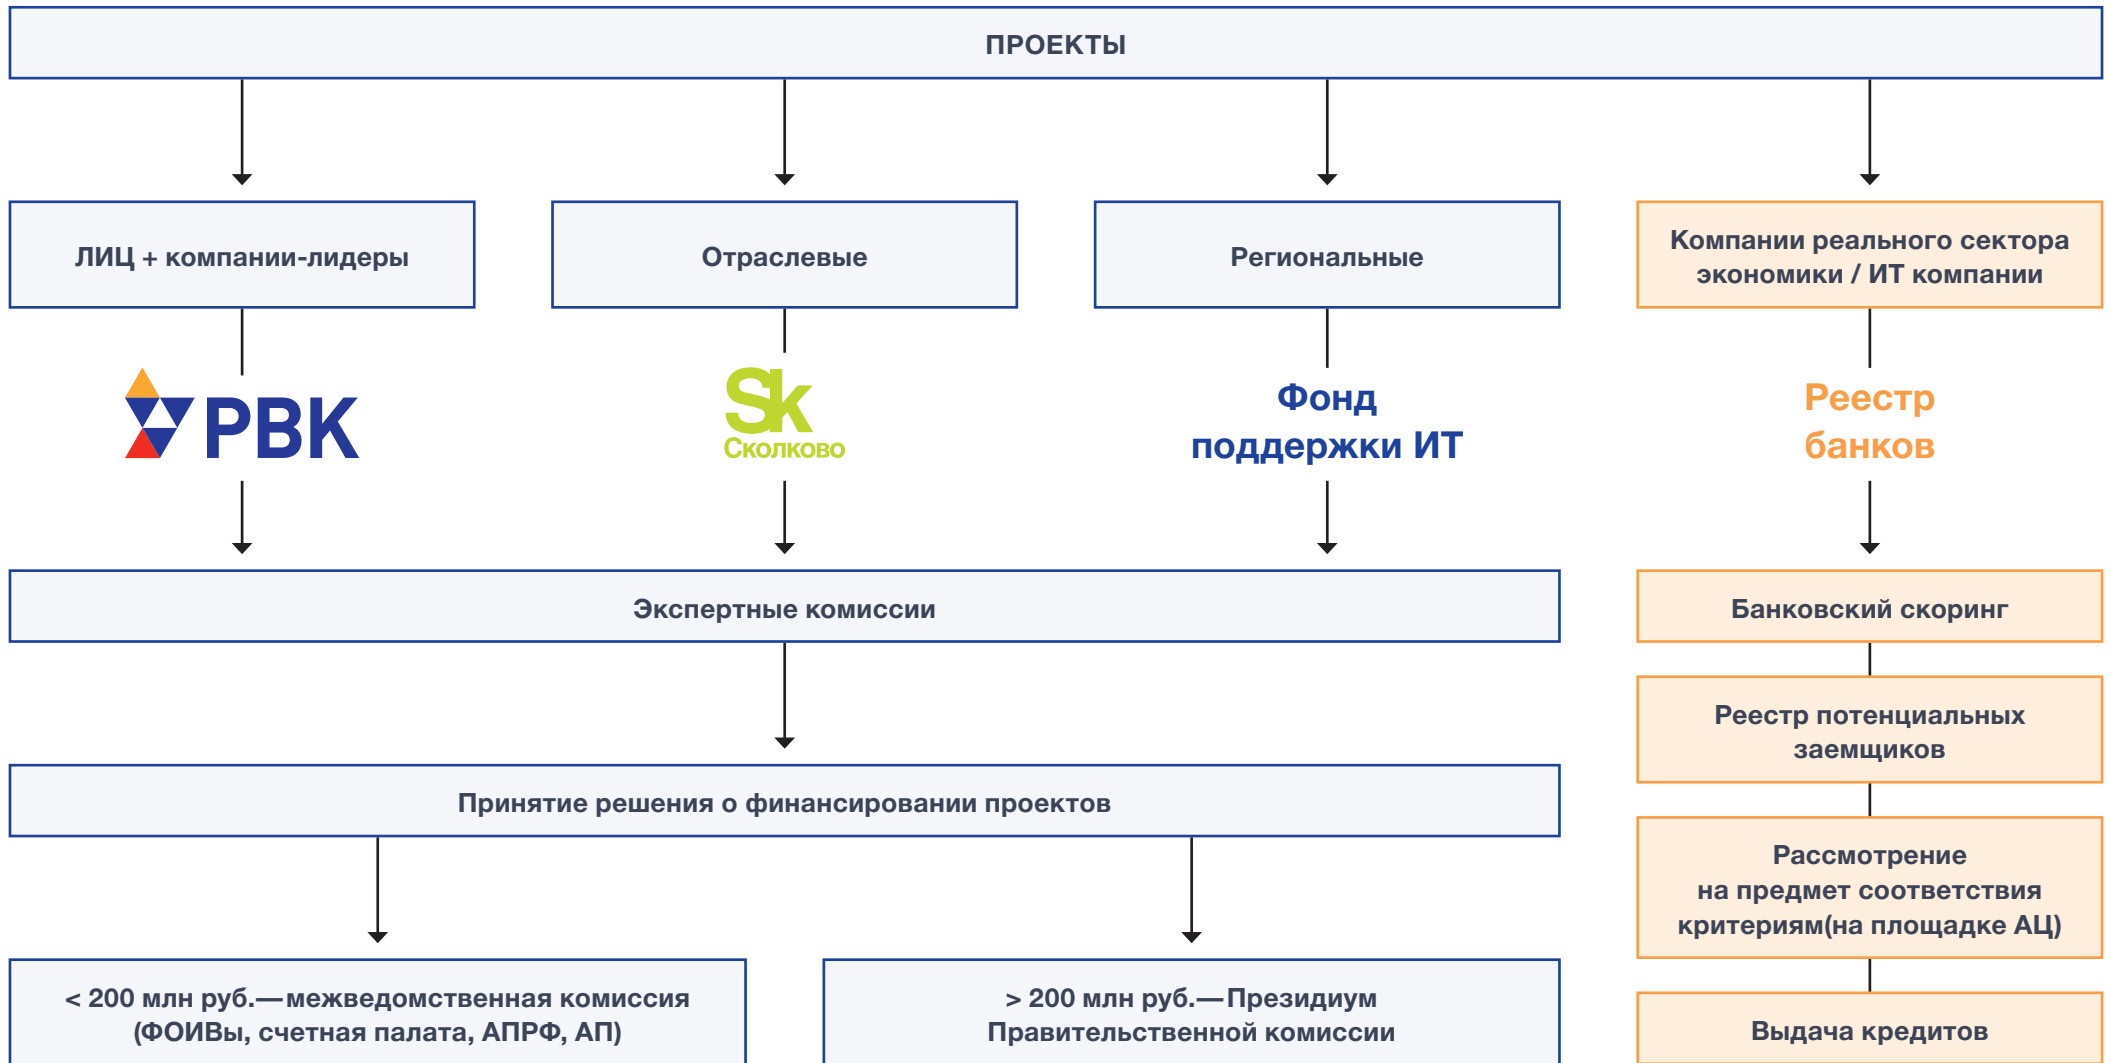 ПРОЕКТЫ
ЛИЦ + компании-лидеры
Отраслевые
Региональные
Компании реального сектора
экономики / ИТ компании
РВК
Sk
Сколково
Фонд
поддержки ИТ
Реестр
банков
Экспертные комиссии
Банковский скоринг
Реестр потенциальных
заемщиков
Принятие решения о финансировании проектов
Рассмотрение
на предмет соответствия
критериям(на площадке АЦ)
< 200 млн руб.—межведомственная комиссия
(ФОИВы, счетная палата, АПРФ, АП)
> 200 млн руб.—Президиум
Правительственной комиссии
Выдача кредитов